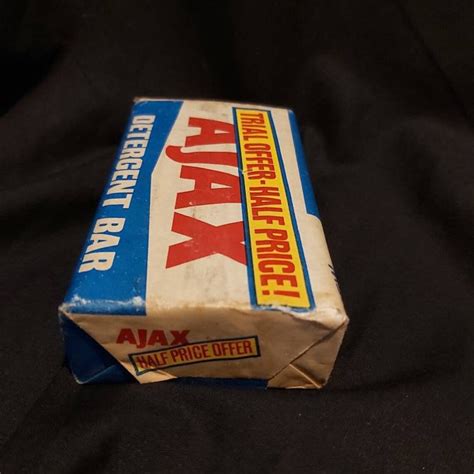 TRIAL OFFER-HALF PRICE!
AJAX
DETERGENT BAR
AJAX
HALF PRICE OFFER